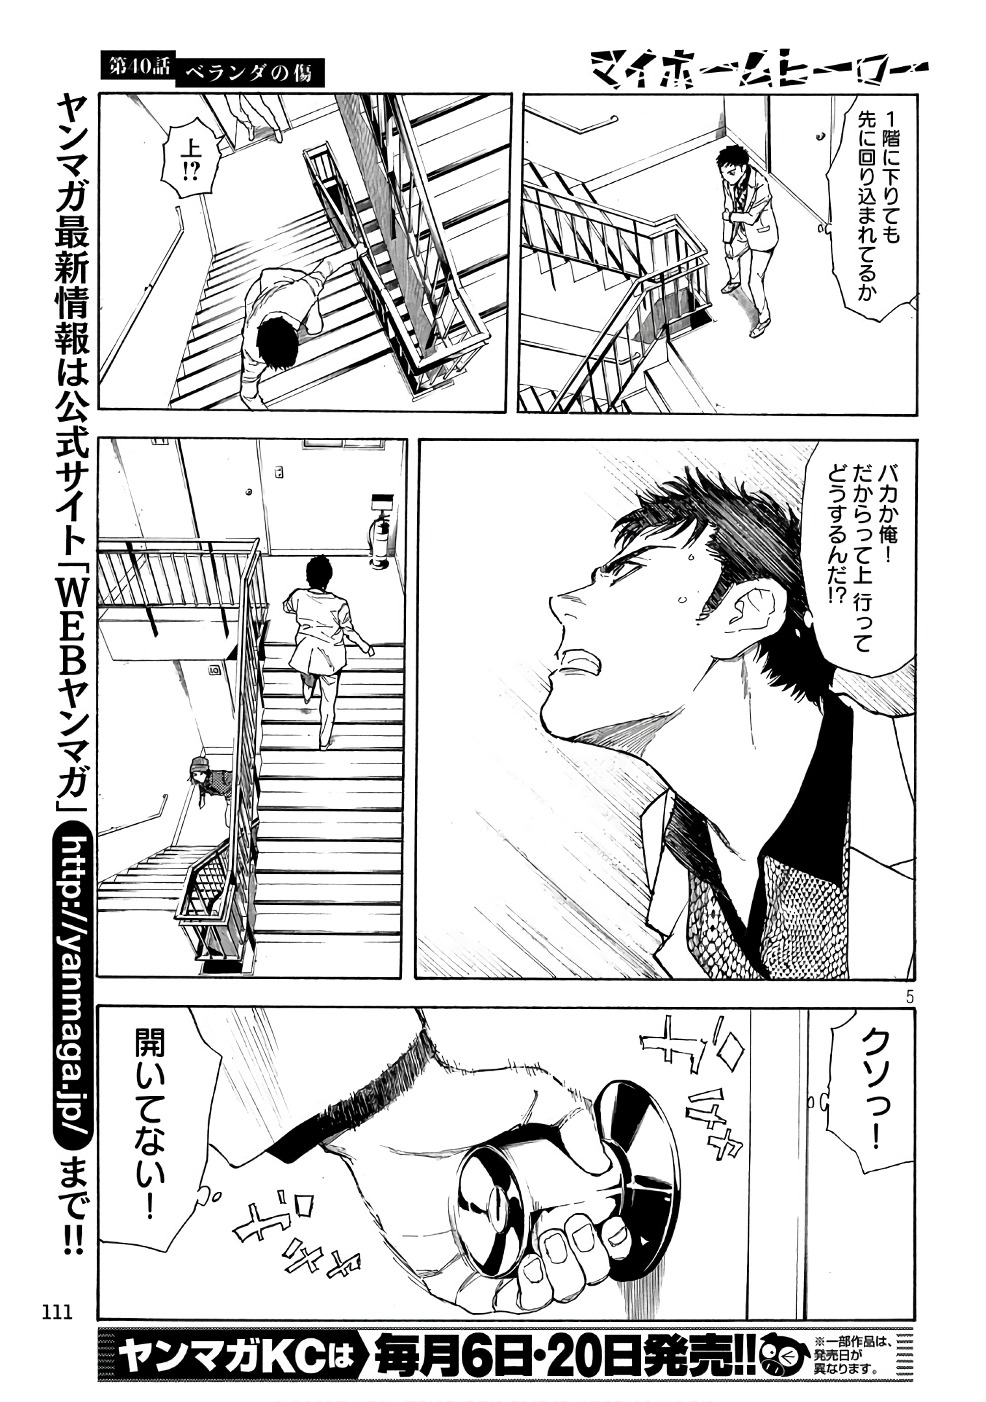 第40話
ベランダの傷
マイホームヒーロー
1階に下りても
先に回り込まれてるか
上!?
バカか俺!
だからって上 行って
どうするんだ!?
5
クソっ!
ガチャ
ガチャ
ガチャ
ガチャ
開いてない!
ヤンマガ最新情報は公式サイト「WEBヤンマガ」http://yanmaga.jp/まで!!
111
ヤンマガKCは 毎月6日・20日発売!!
※一部作品は、
発売日が
異なります。